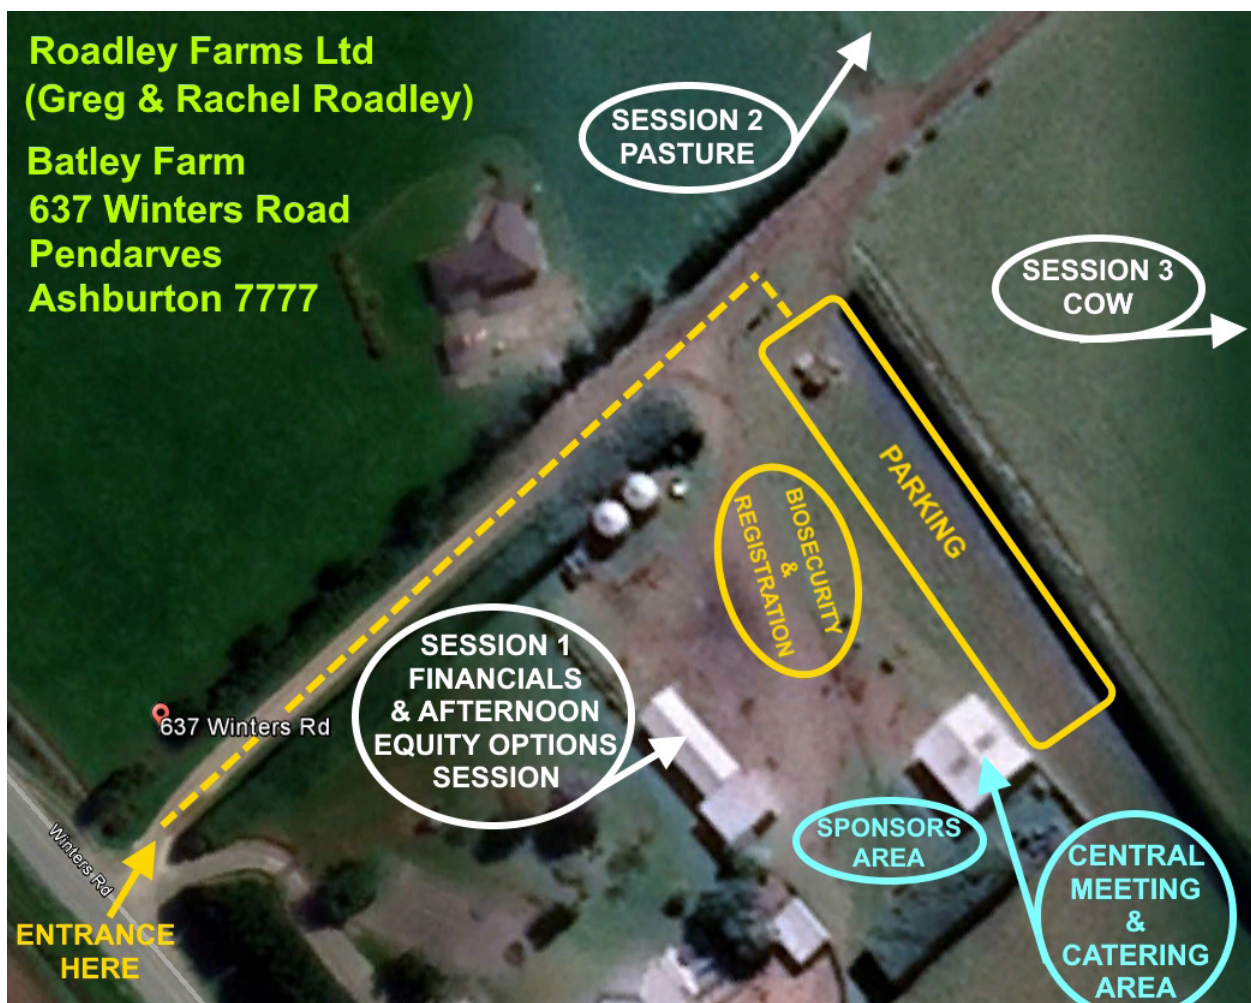 Roadley Farms Ltd
(Greg & Rachel Roadley)
Batley Farm
637 Winters Road
Pendarves
Ashburton 7777
SESSION 2
PASTURE
SESSION 3
COW
PARKING
BIOSECURITY
&
REGISTRATION
SESSION 1
FINANCIALS
& AFTERNOON
EQUITY OPTIONS
SESSION
637 Winters Rd
Winters Rd
ENTRANCE
HERE
SPONSORS
AREA
CENTRAL
MEETING
&
CATERING
AREA